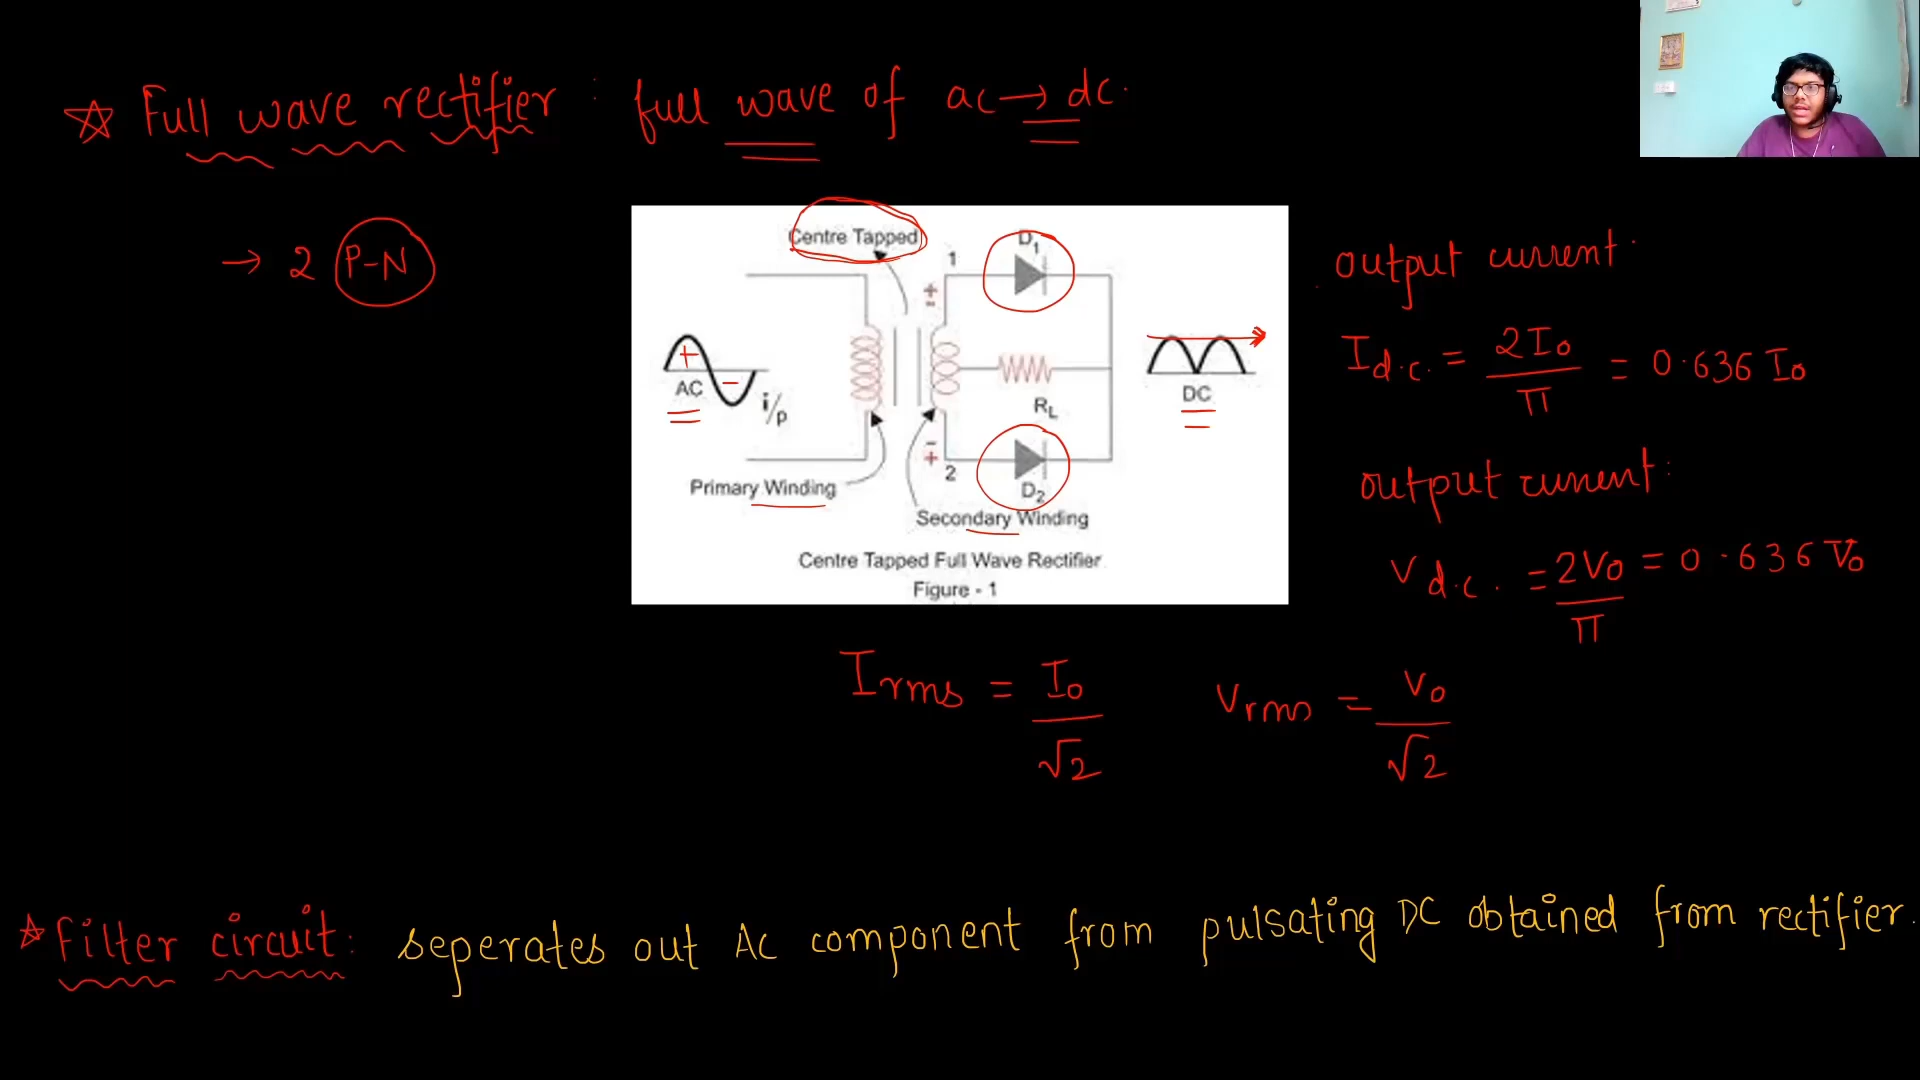 ☆ Full wave rectifier : full wave of ac → dc.
→ 2 P-N
Centre Tapped
D1
1
+
-
+
AC
-
i/p
RL
DC
-
+
2
D2
Primary Winding
Secondary Winding
Centre Tapped Full Wave Rectifier
Figure - 1
output current.
Id.c. = 2I0/π = 0.636 I0
output current:
Vd.c. = 2V0/π = 0.636 V0
Irms = I0/√2
Vrms = V0/√2
☆ Filter circuit: seperates out AC component from pulsating DC obtained from rectifier.